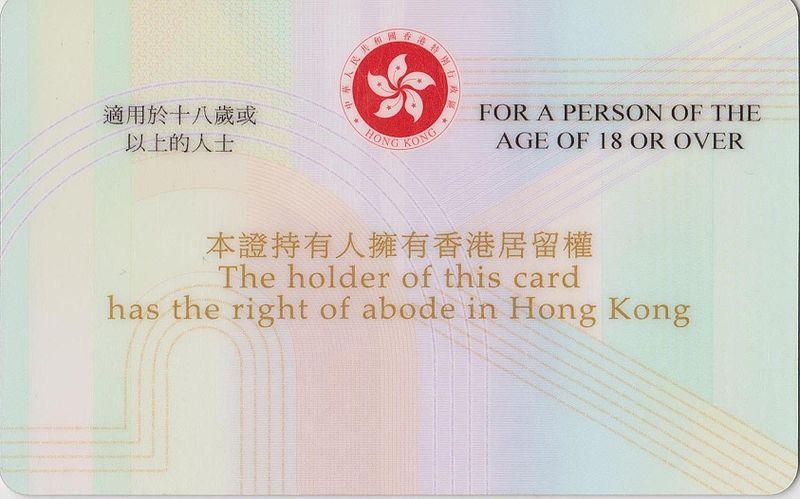 中華人民共和國香港特別行政區
HONG KONG
適用於十八歲或
以上的人士
FOR A PERSON OF THE
AGE OF 18 OR OVER
本證持有人擁有香港居留權
The holder of this card
has the right of abode in Hong Kong